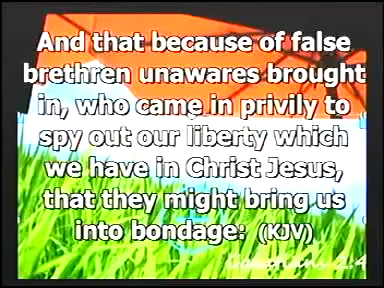 And that because of false
brethren unawares brought
in, who came in privily to
spy out our liberty which
we have in Christ Jesus,
that they might bring us
into bondage: (KJV)
Galatians 2:4